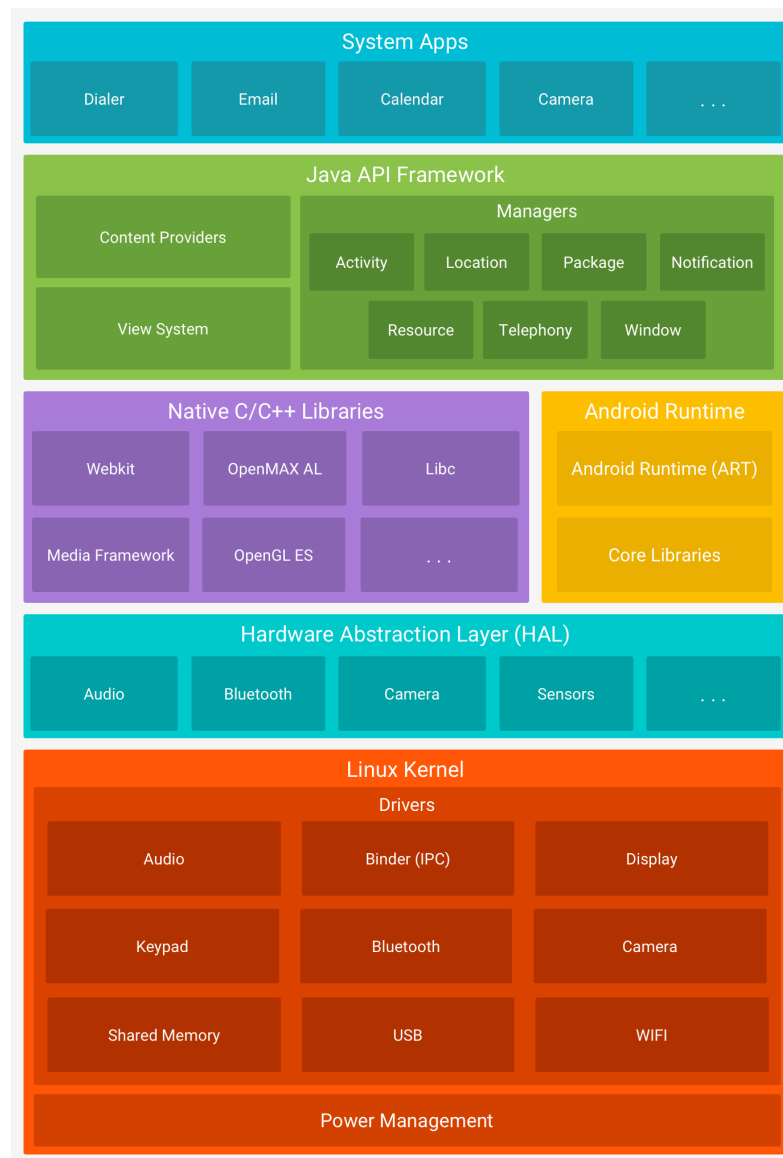 System Apps
Dialer
Email
Calendar
Camera
. . .
Java API Framework
Content Providers
View System
Managers
Activity
Location
Package
Notification
Resource
Telephony
Window
Native C/C++ Libraries
Webkit
OpenMAX AL
Libc
Media Framework
OpenGL ES
. . .
Android Runtime
Android Runtime (ART)
Core Libraries
Hardware Abstraction Layer (HAL)
Audio
Bluetooth
Camera
Sensors
. . .
Linux Kernel
Drivers
Audio
Binder (IPC)
Display
Keypad
Bluetooth
Camera
Shared Memory
USB
WIFI
Power Management